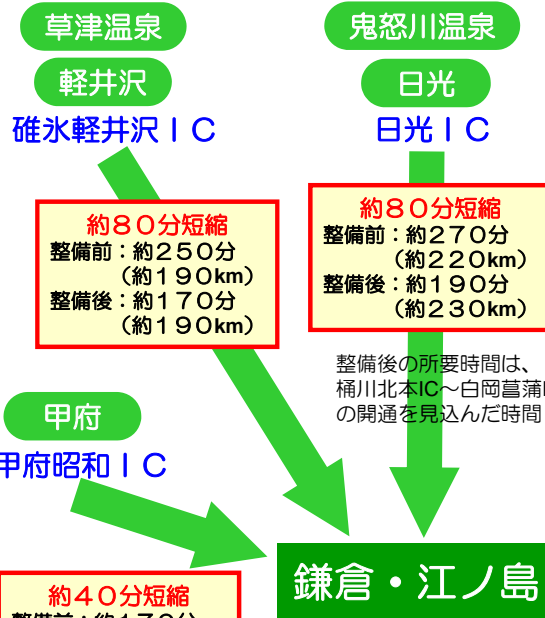 草津温泉
軽井沢
碓氷軽井沢ＩＣ
約８０分短縮
整備前：約２５０分
（約１９０km）
整備後：約１７０分
（約１９０km）
鬼怒川温泉
日光
日光ＩＣ
約８０分短縮
整備前：約２７０分
（約２２０km）
整備後：約１９０分
（約２３０km）
整備後の所要時間は、
桶川北本IC～白岡菖蒲
の開通を見込んだ時間
甲府
甲府昭和ＩＣ
約４０分短縮
鎌倉・江ノ島